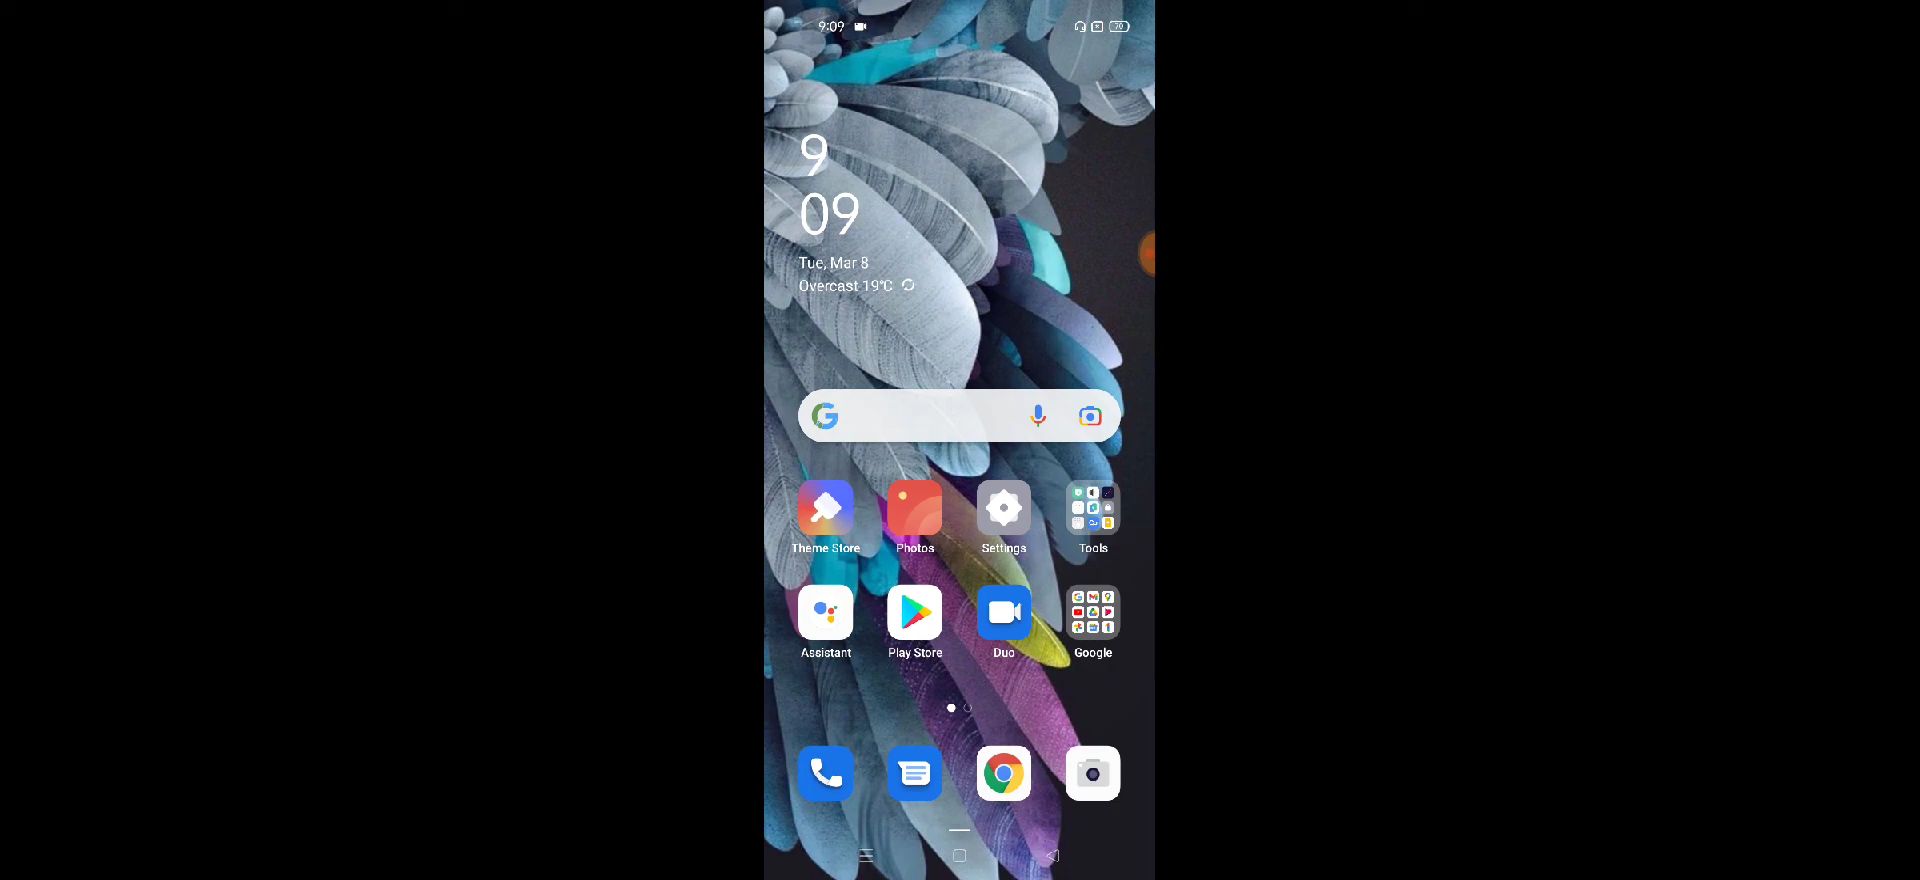 9:09
70
9
09
Tue, Mar 8
Overcast 19°C
Theme Store
Photos
Settings
Tools
Assistant
Play Store
Duo
Google